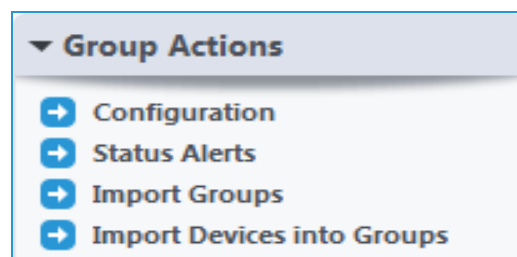 Group Actions
Configuration
Status Alerts
Import Groups
Import Devices into Groups